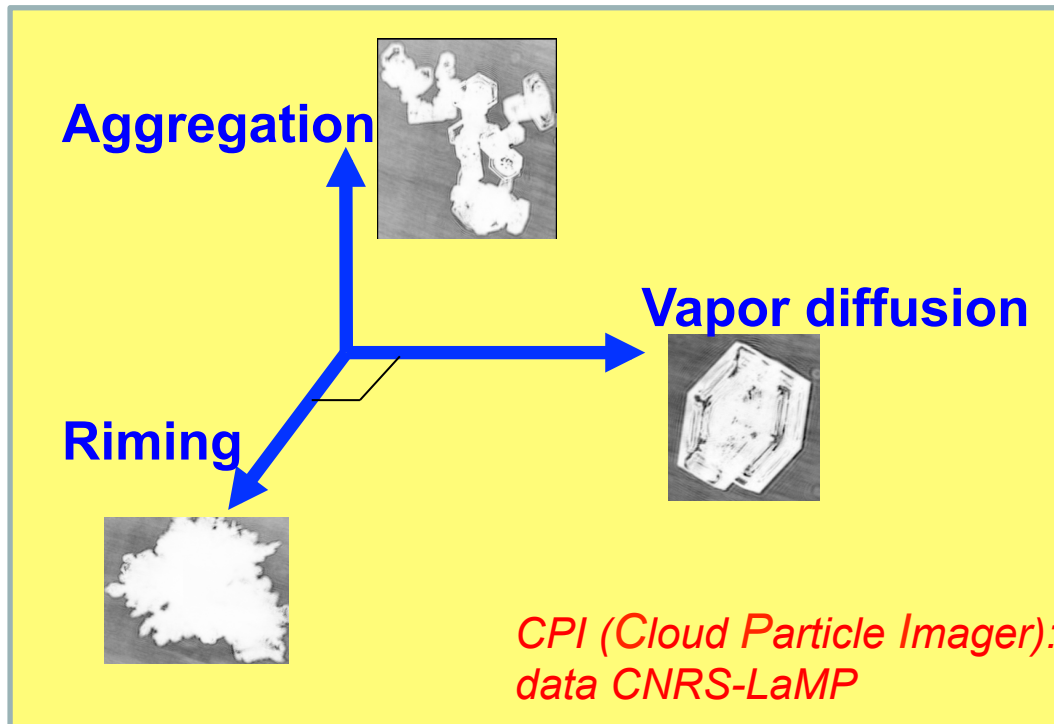 Aggregation
Vapor diffusion
Riming
CPI (Cloud Particle Imager):
data CNRS-LaMP